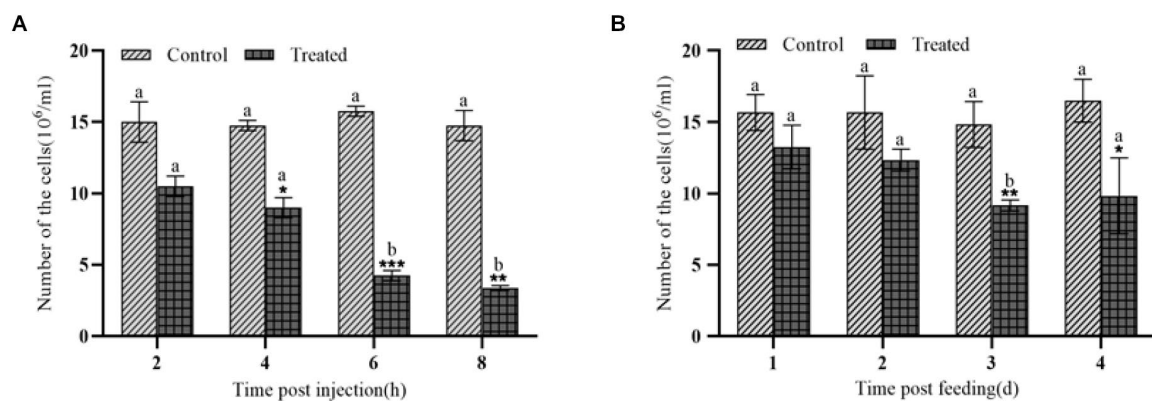 A
Number of the cells(10⁶/ml)
Control Treated
20
15
10
5
0
a a a a
a a * b *** b **
2 4 6 8
Time post injection(h)
B
Number of the cells(10⁶/ml)
Control Treated
20
15
10
5
0
a a a a
a a b ** a *
1 2 3 4
Time post feeding(d)